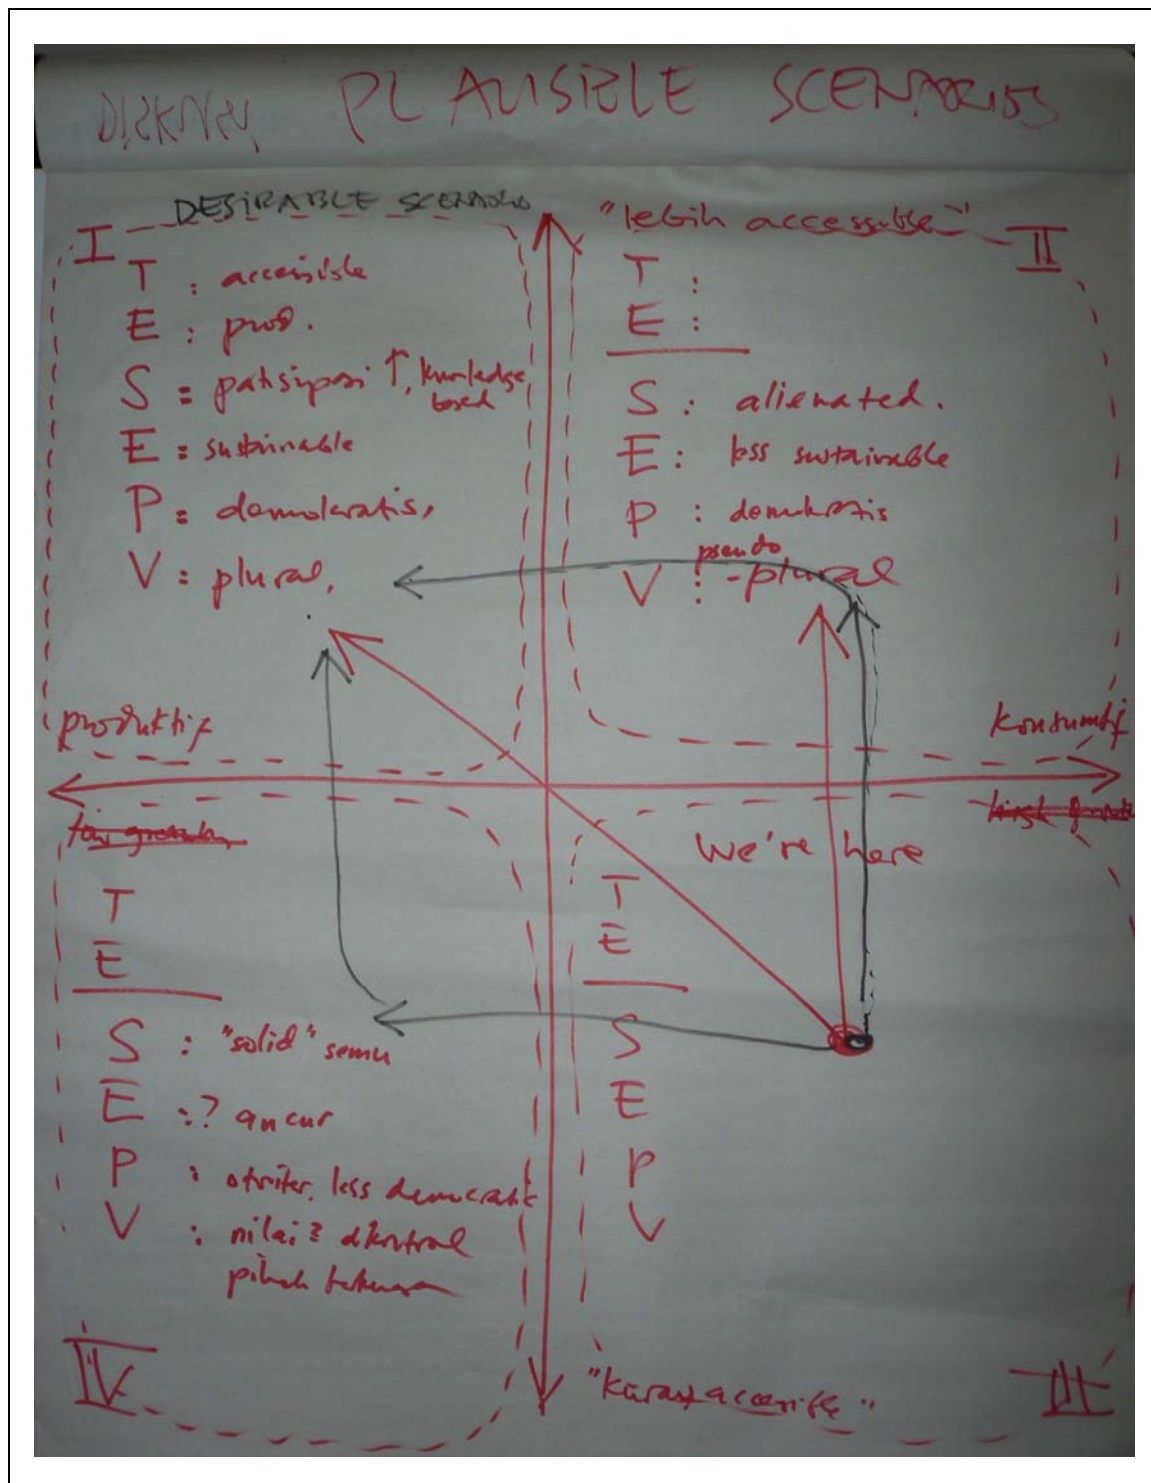 PLAUSIBLE SCENARIOS
DESIRABLE SCENARIO
I
T : accessible
E : prod.
S : patisipasi ↑, knowledge based
E : sustainable
P : demokratis,
V : plural,
"lebih accessible"
II
T :
E :
S : alienated.
E : less sustainable
P : demokratis
V : pseudo-plural
produktif
konsumtif
We're here
T
E
S : "solid" semu
E : ? ancur
P : otriter, less democratic
V : nilai² dikontrol
pihak
IV
T
E
S
E
P
V
"kurang accessible"
III